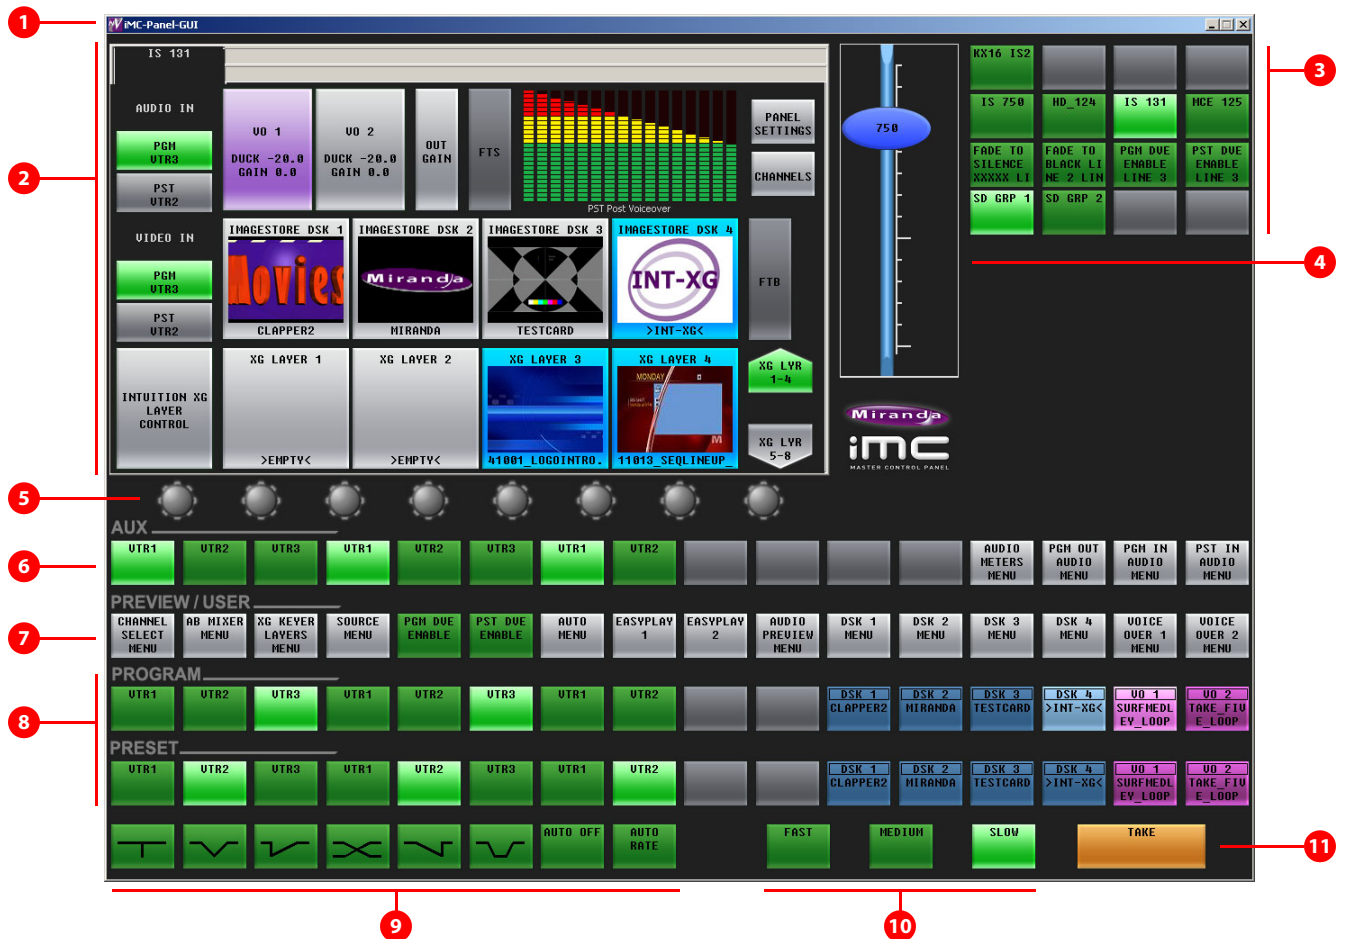 1
iMC-Panel-GUI
IS 131
AUDIO IN
PGM
VTR3
PST
VTR2
VO 1
DUCK -20.0
GAIN 0.0
VO 2
DUCK -20.0
GAIN 0.0
OUT
GAIN
FTS
PST Post Voiceover
PANEL
SETTINGS
CHANNELS
VIDEO IN
PGM
VTR3
PST
VTR2
IMAGESTORE DSK 1
Movies
CLAPPER2
IMAGESTORE DSK 2
Miranda
MIRANDA
IMAGESTORE DSK 3
TESTCARD
IMAGESTORE DSK 4
INT-XG
>INT-XG<
FTB
INTUITION XG
LAYER
CONTROL
XG LAYER 1
>EMPTY<
XG LAYER 2
>EMPTY<
XG LAYER 3
41001_LOGOINTRO.
XG LAYER 4
MONDAY
M
11013_SEQLINEUP_
XG LYR
1-4
XG LYR
5-8
2
750
Miranda
iMC
MASTER CONTROL PANEL
KX16 IS2
IS 750
HD_124
IS 131
MCE 125
FADE TO
SILENCE
XXXXX LI
FADE TO
BLACK LI
NE 2 LIN
PGM DVE
ENABLE
LINE 3
PST DVE
ENABLE
LINE 3
SD GRP 1
SD GRP 2
3
4
5
AUX
6
VTR1
VTR2
VTR3
VTR1
VTR2
VTR3
VTR1
VTR2
AUDIO
METERS
MENU
PGM OUT
AUDIO
MENU
PGM IN
AUDIO
MENU
PST IN
AUDIO
MENU
PREVIEW / USER
7
CHANNEL
SELECT
MENU
AB MIXER
MENU
XG KEYER
LAYERS
MENU
SOURCE
MENU
PGM DVE
ENABLE
PST DVE
ENABLE
AUTO
MENU
EASYPLAY
1
EASYPLAY
2
AUDIO
PREVIEW
MENU
DSK 1
MENU
DSK 2
MENU
DSK 3
MENU
DSK 4
MENU
VOICE
OVER 1
MENU
VOICE
OVER 2
MENU
PROGRAM
8
VTR1
VTR2
VTR3
VTR1
VTR2
VTR3
VTR1
VTR2
DSK 1
CLAPPER2
DSK 2
MIRANDA
DSK 3
TESTCARD
DSK 4
>INT-XG<
VO 1
SURFMEDL
EY_LOOP
VO 2
TAKE_FIV
E_LOOP
PRESET
VTR1
VTR2
VTR3
VTR1
VTR2
VTR3
VTR1
VTR2
DSK 1
CLAPPER2
DSK 2
MIRANDA
DSK 3
TESTCARD
DSK 4
>INT-XG<
VO 1
SURFMEDL
EY_LOOP
VO 2
TAKE_FIV
E_LOOP
AUTO OFF
AUTO
RATE
FAST
MEDIUM
SLOW
TAKE
11
9
10